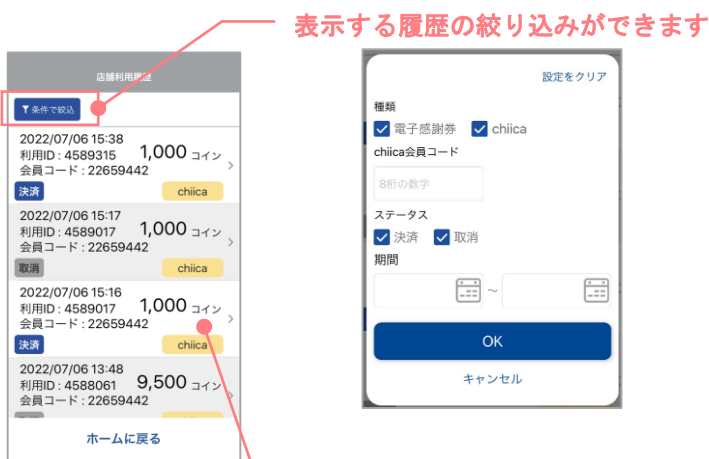 表示する履歴の絞り込みができます
店舗利用履歴
条件で絞込
2022/07/06 15:38
利用ID : 4589315 1,000 コイン
会員コード : 22659442
決済 chiica
2022/07/06 15:17
利用ID : 4589017 1,000 コイン
会員コード : 22659442
取消 chiica
2022/07/06 15:16
利用ID : 4589017 1,000 コイン
会員コード : 22659442
決済 chiica
2022/07/06 13:48
利用ID : 4588061 9,500 コイン
会員コード : 22659442
ホームに戻る
設定をクリア
種類
電子感謝券 chiica
chiica会員コード
8桁の数字
ステータス
決済 取消
期間
~
OK
キャンセル